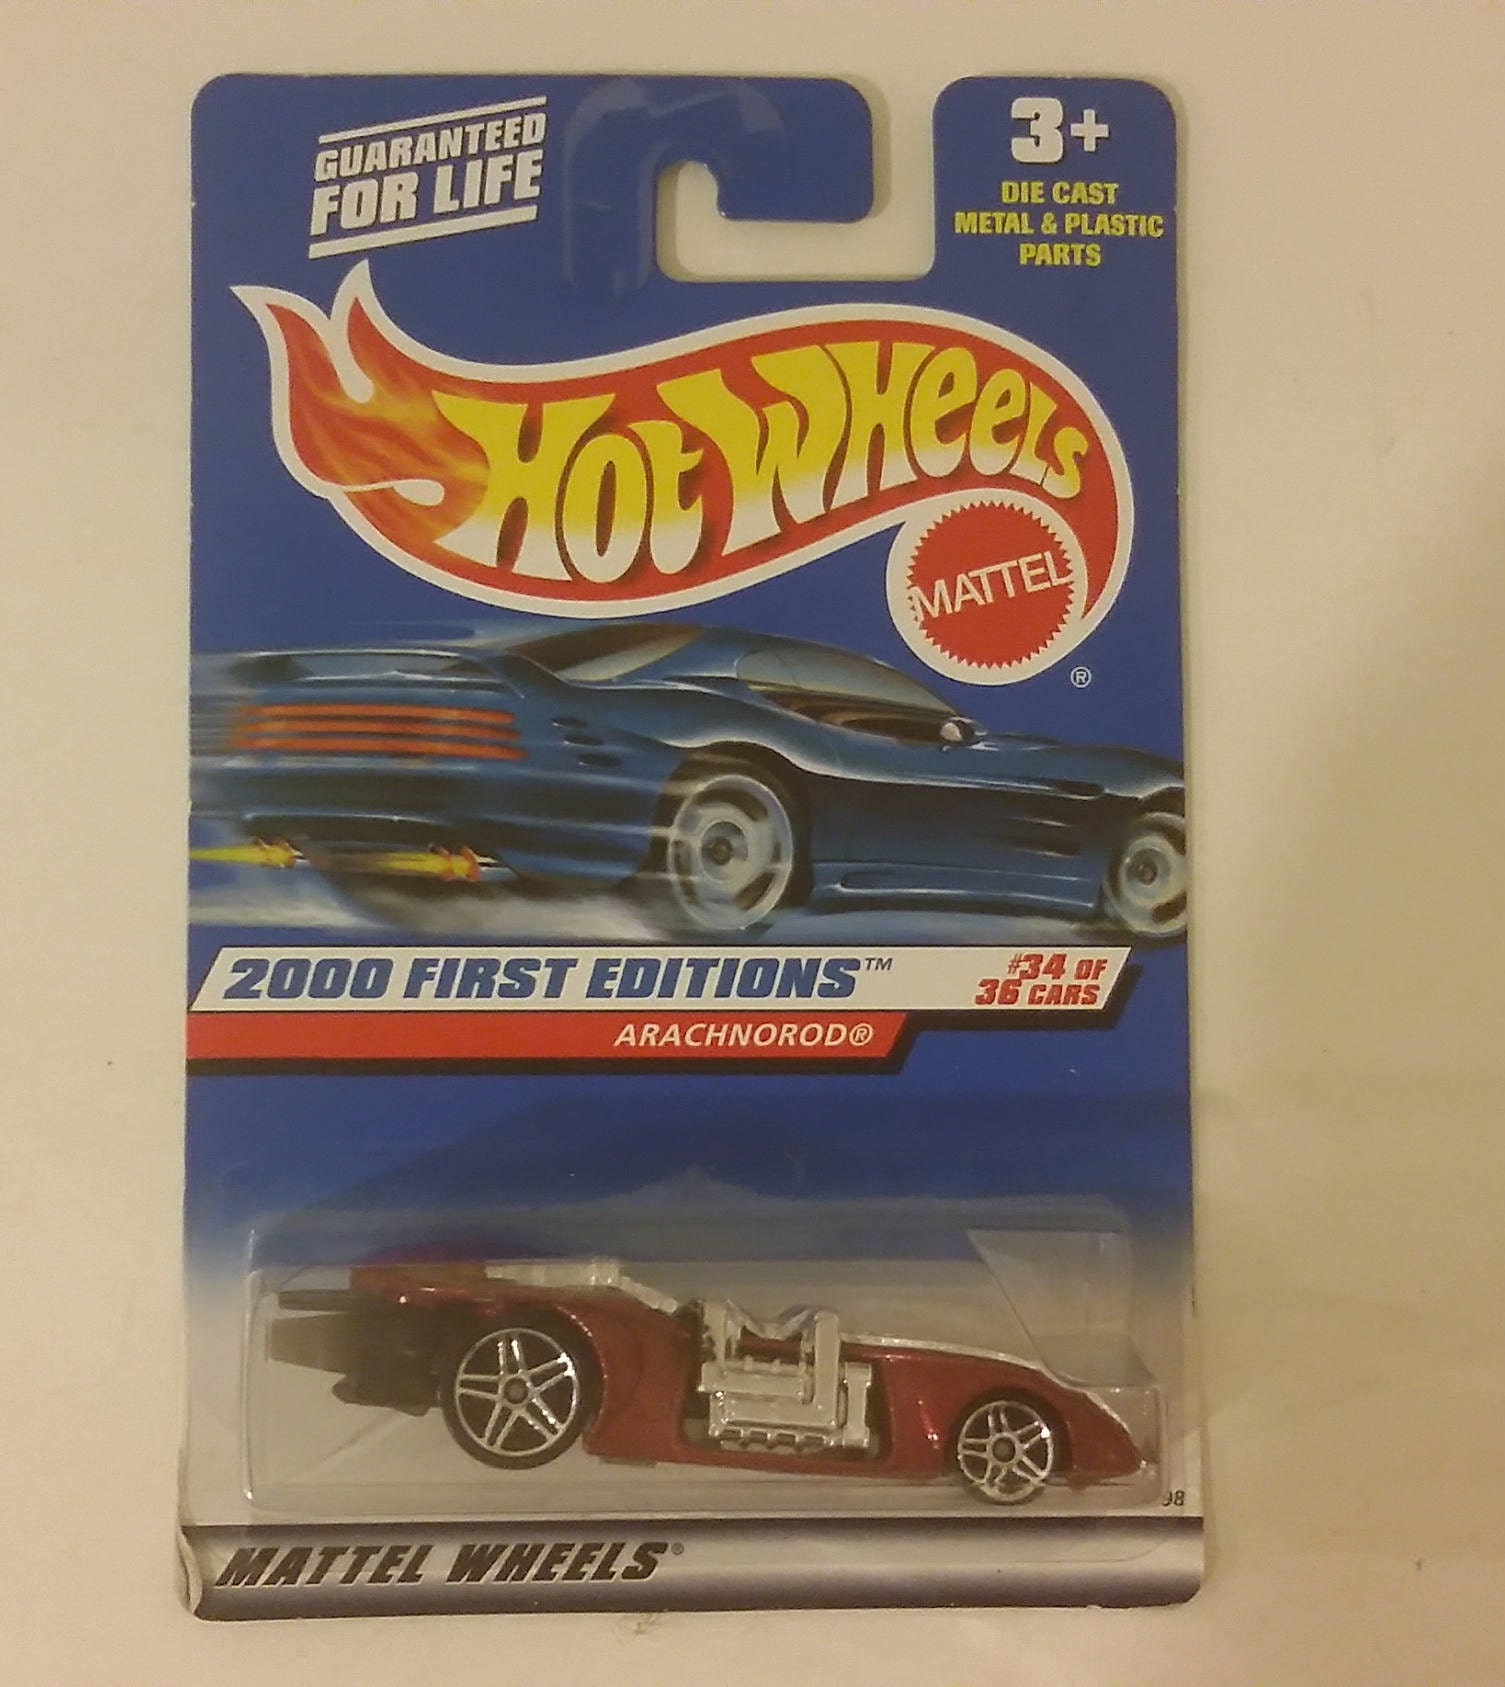 GUARANTEED
FOR LIFE
3+
DIE CAST
METAL & PLASTIC
PARTS
HOT WHEELS
MATTEL
®
2000 FIRST EDITIONS™
#34 OF
36 CARS
ARACHNOROD®
98
MATTEL WHEELS®